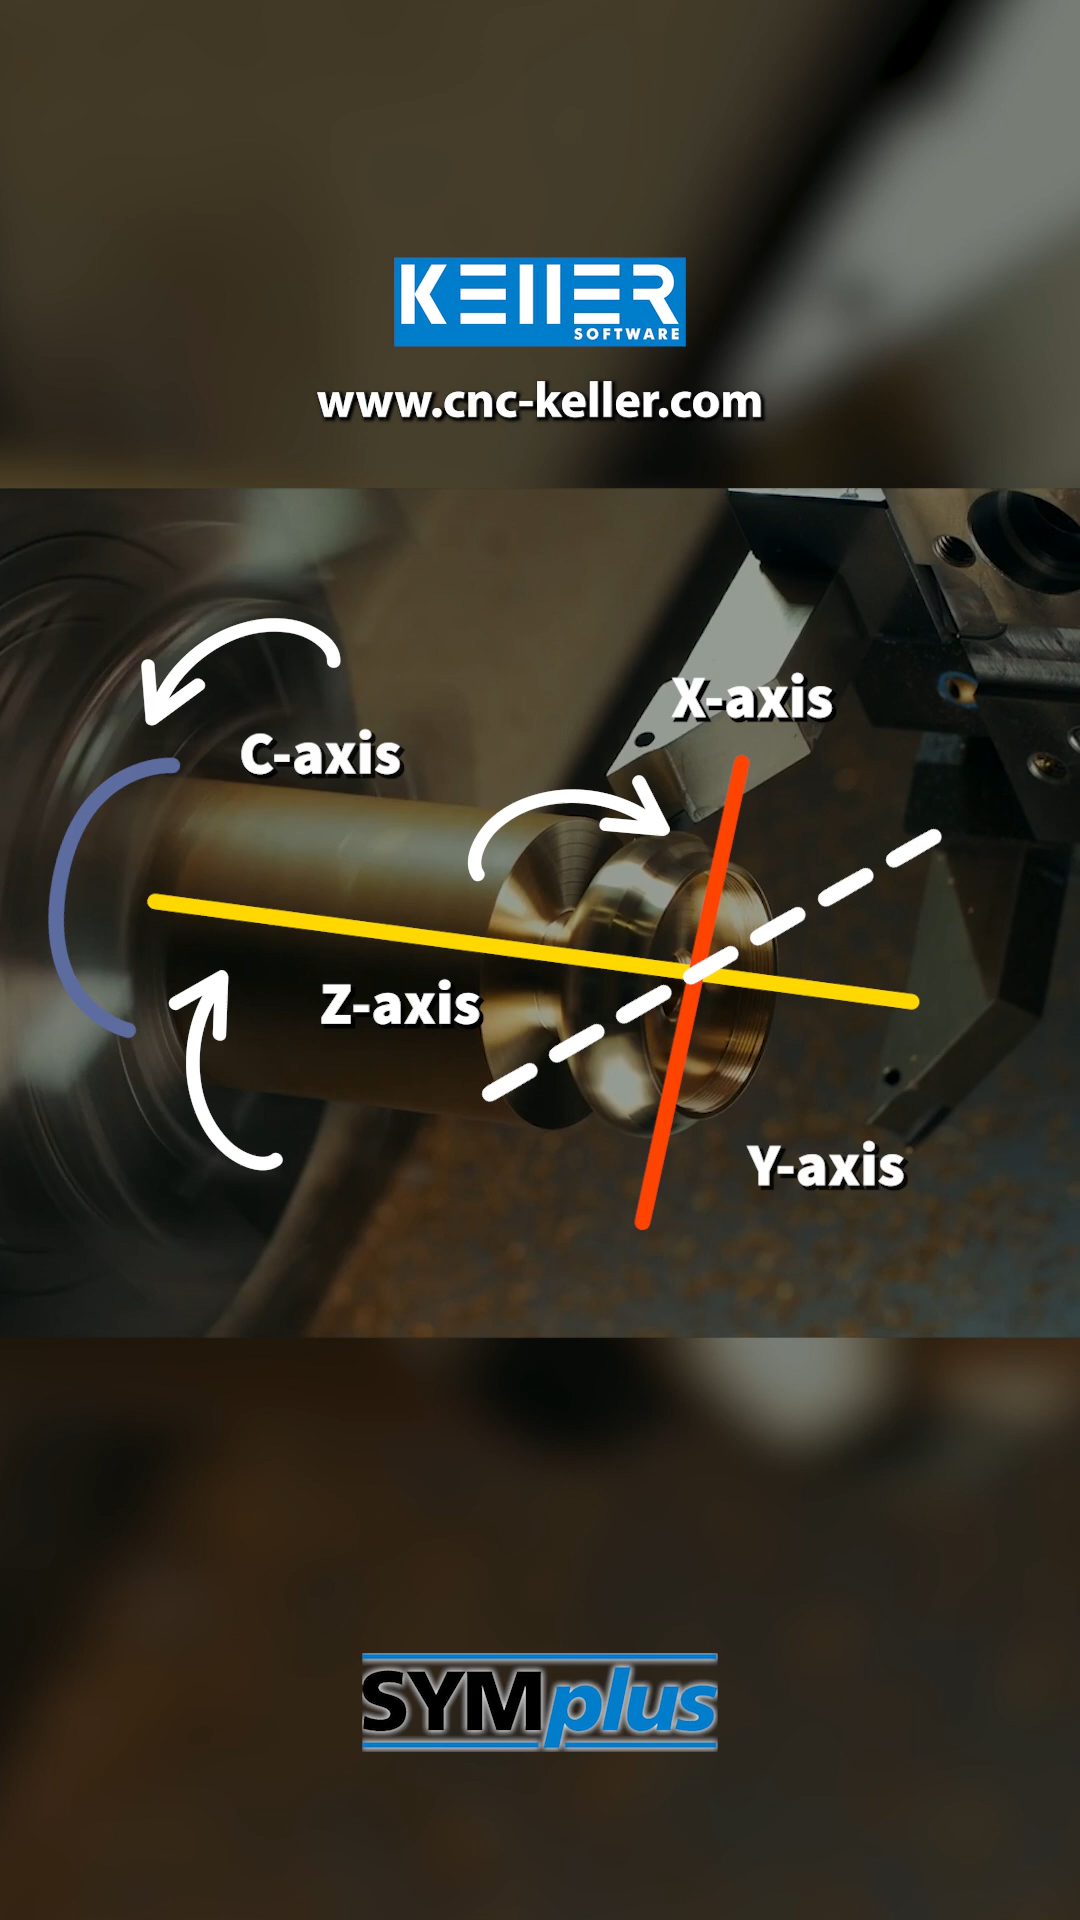 KELLER
SOFTWARE
www.cnc-keller.com
X-axis
C-axis
Z-axis
Y-axis
SYMplus